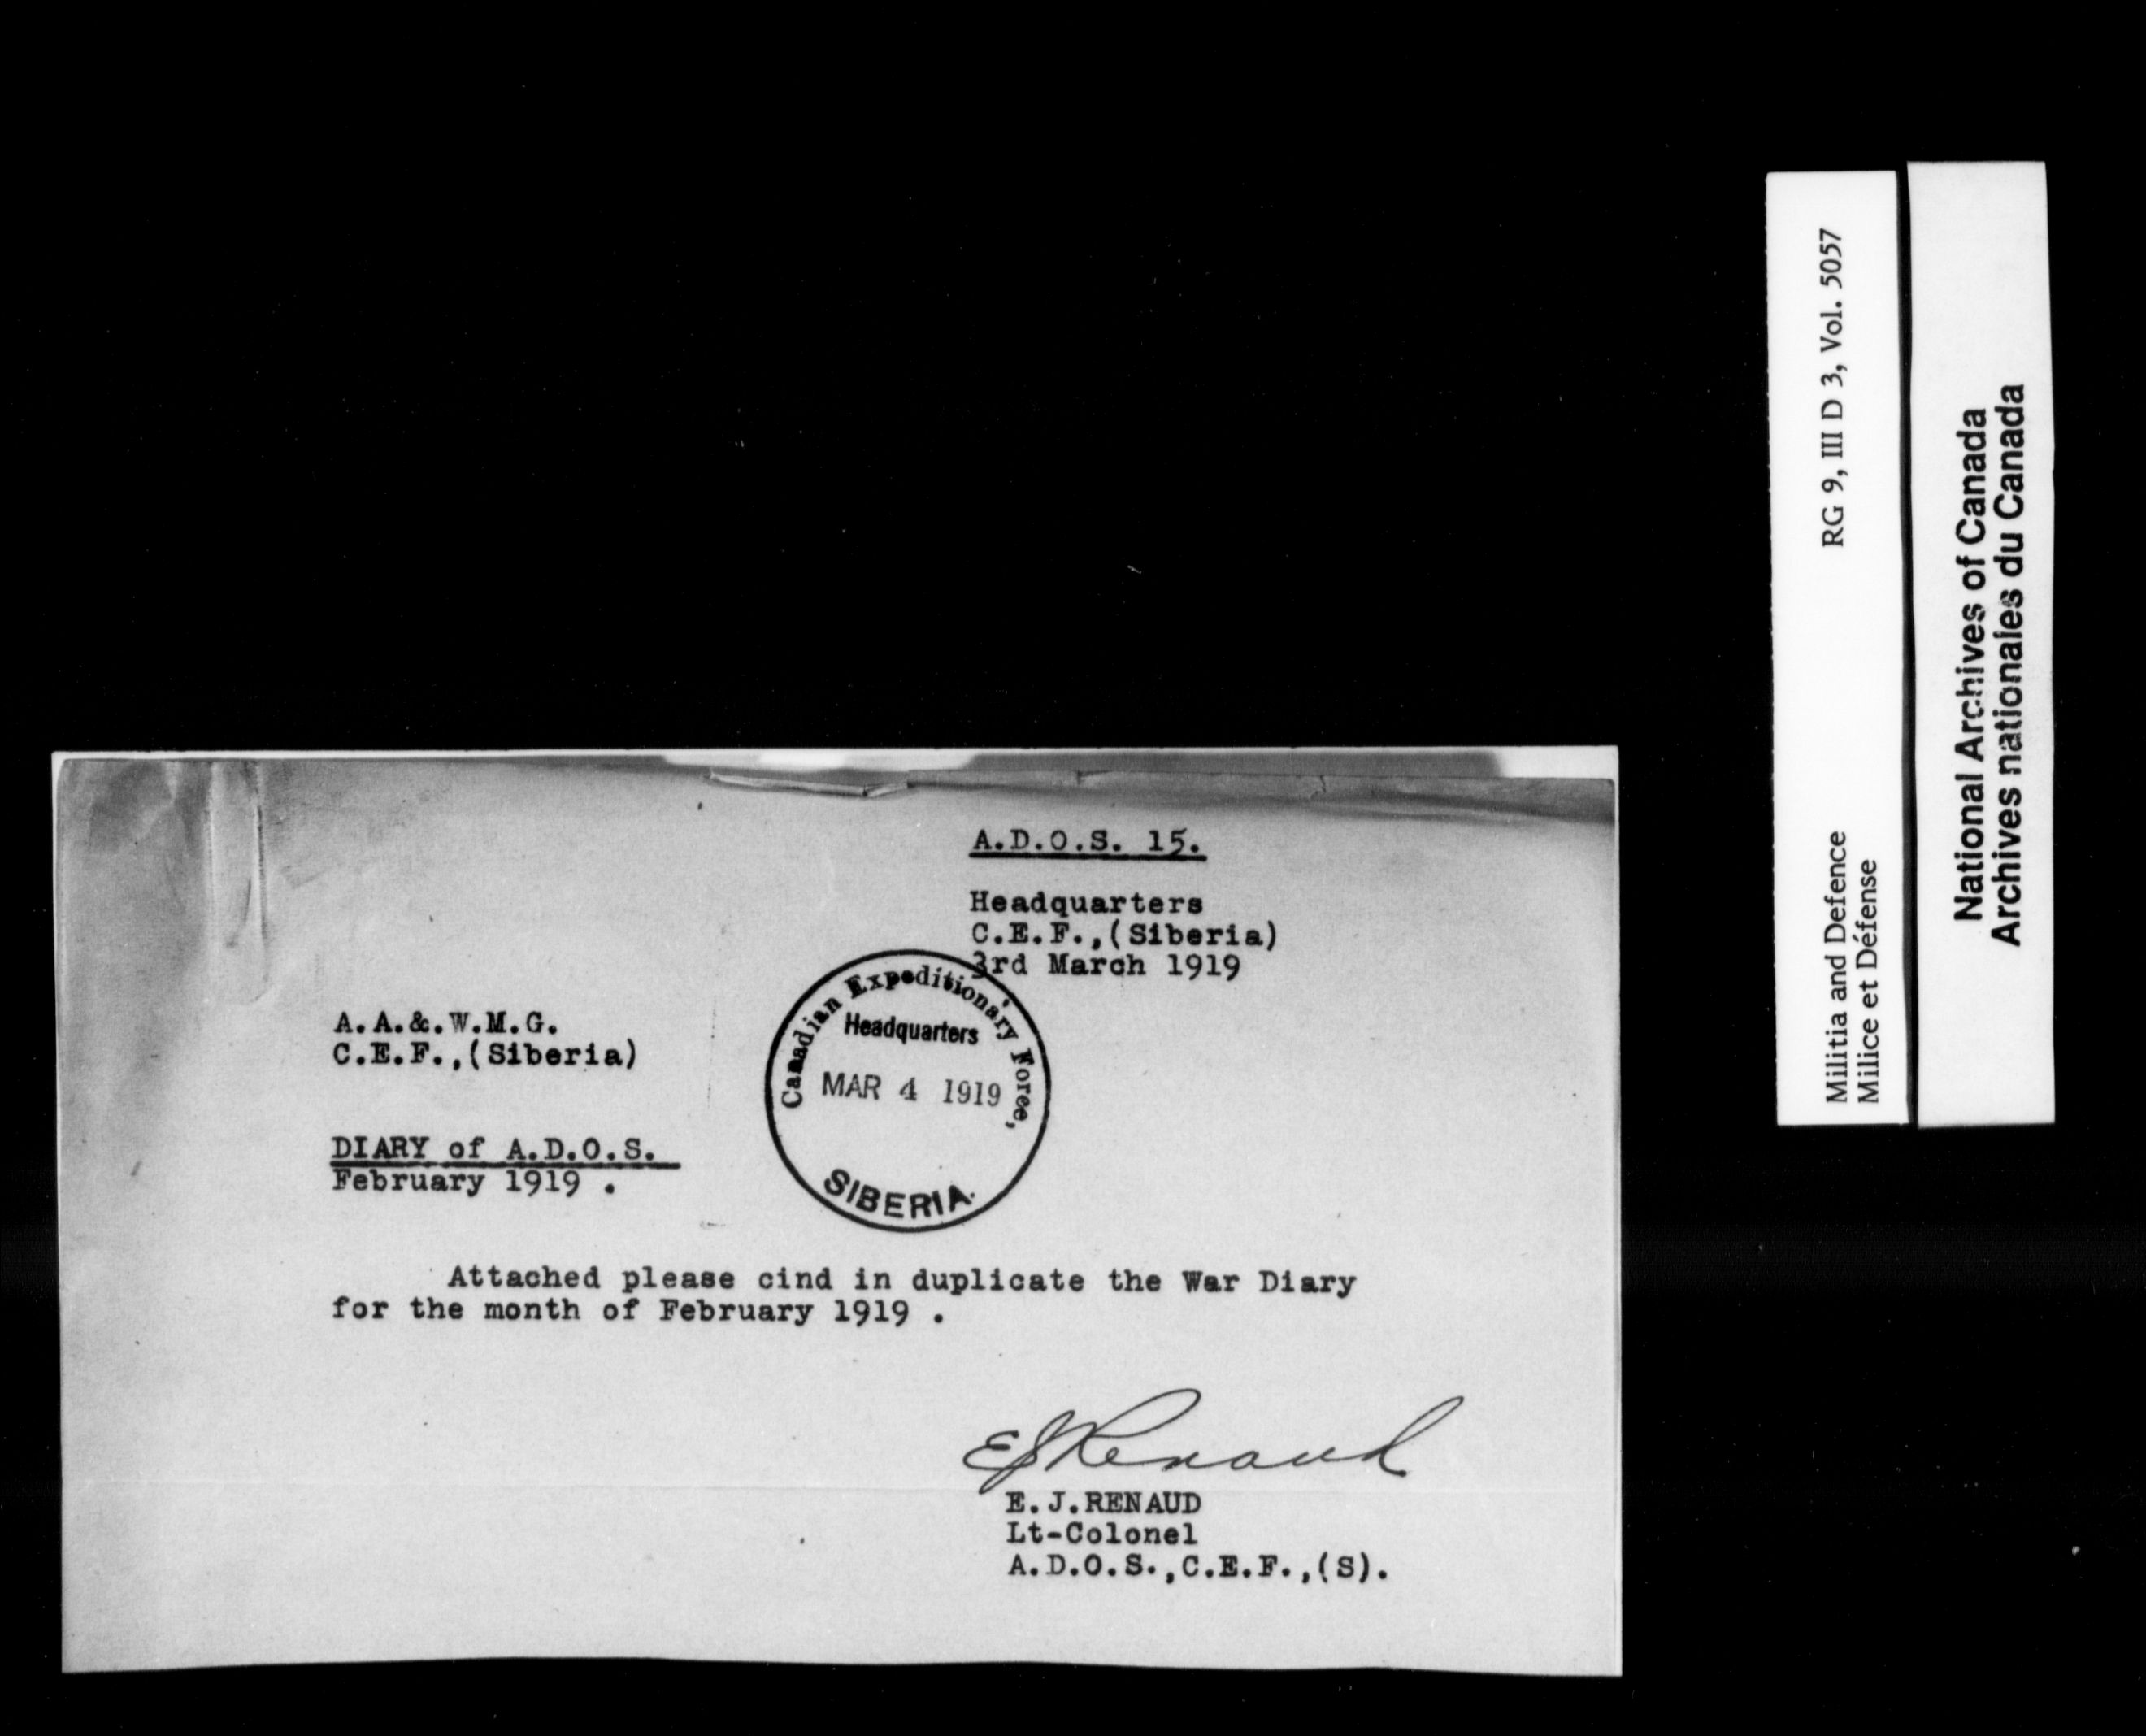 A.D.O.S. 15.
Headquarters
C.E.F.,(Siberia)
3rd March 1919
A.A.&.W.M.G.
C.E.F.,(Siberia)
Canadian Expeditionary Force,
Headquarters
MAR 4 1919
SIBERIA.
DIARY of A.D.O.S.
February 1919 .
Attached please cind in duplicate the War Diary
for the month of February 1919 .
EJRenaud
E.J.RENAUD
Lt-Colonel
A.D.O.S.,C.E.F.,(S).
Militia and Defence RG 9, III D 3, Vol. 5057
Milice et Défense
National Archives of Canada
Archives nationales du Canada